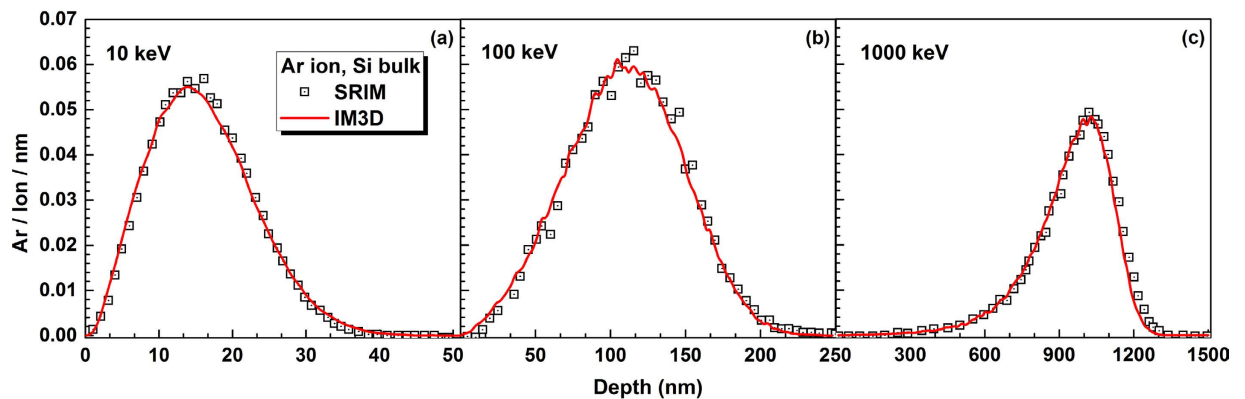 10 keV
(a)
100 keV
(b)
1000 keV
(c)
Ar ion, Si bulk
SRIM
IM3D
Ar / Ion / nm
0.07
0.06
0.05
0.04
0.03
0.02
0.01
0.00
0 10 20 30 40 50 50 100 150 200 250 300 600 900 1200 1500
Depth (nm)